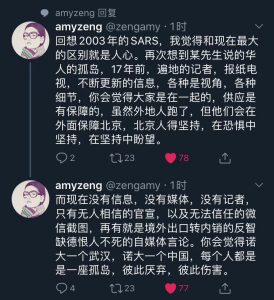 amyzeng 回复
amyzeng @zengamy · 1时
回想2003年的SARS，我觉得和现在最大
的区别就是人心。再次想到某先生说的华
人的孤岛，17年前，遍地的记者，报纸电
视，不断更新的信息，各种是视角，各种
细节，你会觉得大家是在一起的，供应是
有保障的，虽然外地人跑了，但他们会在
外面保障北京，北京人得坚持，在恐惧中
坚持，在坚持中盼望。
2 23 78
amyzeng @zengamy · 1时
而现在没有信息，没有媒体，没有记者，
只有无人相信的官宣，以及无法信任的微
信截图，再有就是境外出口转内销的反智
缺德恨人不死的自媒体言论。你会觉得诺
大一个武汉，诺大一个中国，每个人都是
是一座孤岛，彼此厌弃，彼此伤害。
4 23 71